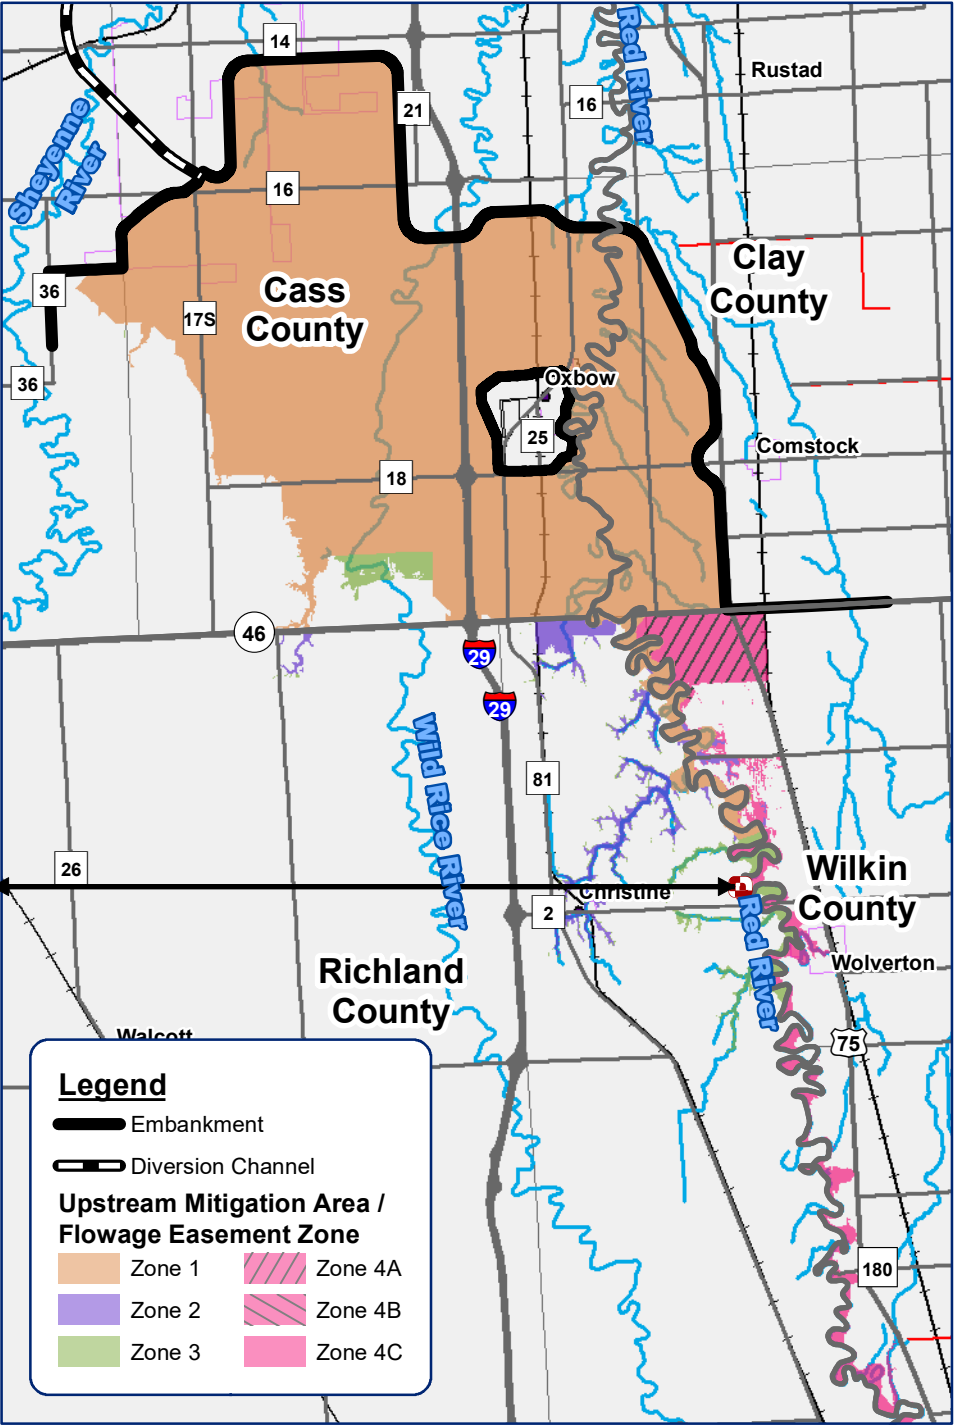 14
Rustad
Red River
21
16
Sheyenne
River
16
Clay
County
Cass
County
36
17S
Oxbow
36
25
Comstock
18
46
29
29
Wild Rice River
81
26
Wilkin
County
Christine
2
Red River
Wolverton
Richland
County
Walcott
75
Legend
Embankment
Diversion Channel
Upstream Mitigation Area /
Flowage Easement Zone
Zone 1
Zone 4A
180
Zone 2
Zone 4B
Zone 3
Zone 4C